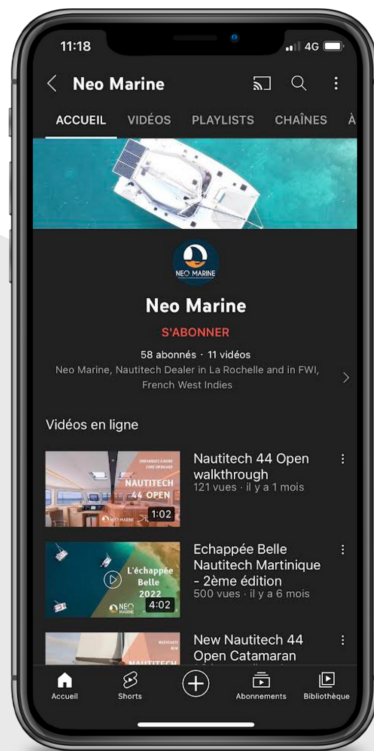 11:18
4G
Neo Marine
ACCUEIL VIDÉOS PLAYLISTS CHAÎNES À
NEO MARINE
Neo Marine
S'ABONNER
58 abonnés · 11 vidéos
Neo Marine, Nautitech Dealer in La Rochelle and in FWI,
French West Indies
Vidéos en ligne
NAUTITECH
44 OPEN
NEO MARINE
1:02
Nautitech 44 Open
walkthrough
121 vues · il y a 1 mois
L'échappée
Belle
2022
NEO
4:02
Echappée Belle
Nautitech Martinique
- 2ème édition
500 vues · il y a 6 mois
New Nautitech 44
Open Catamaran
Accueil
Shorts
Abonnements
Bibliothèque